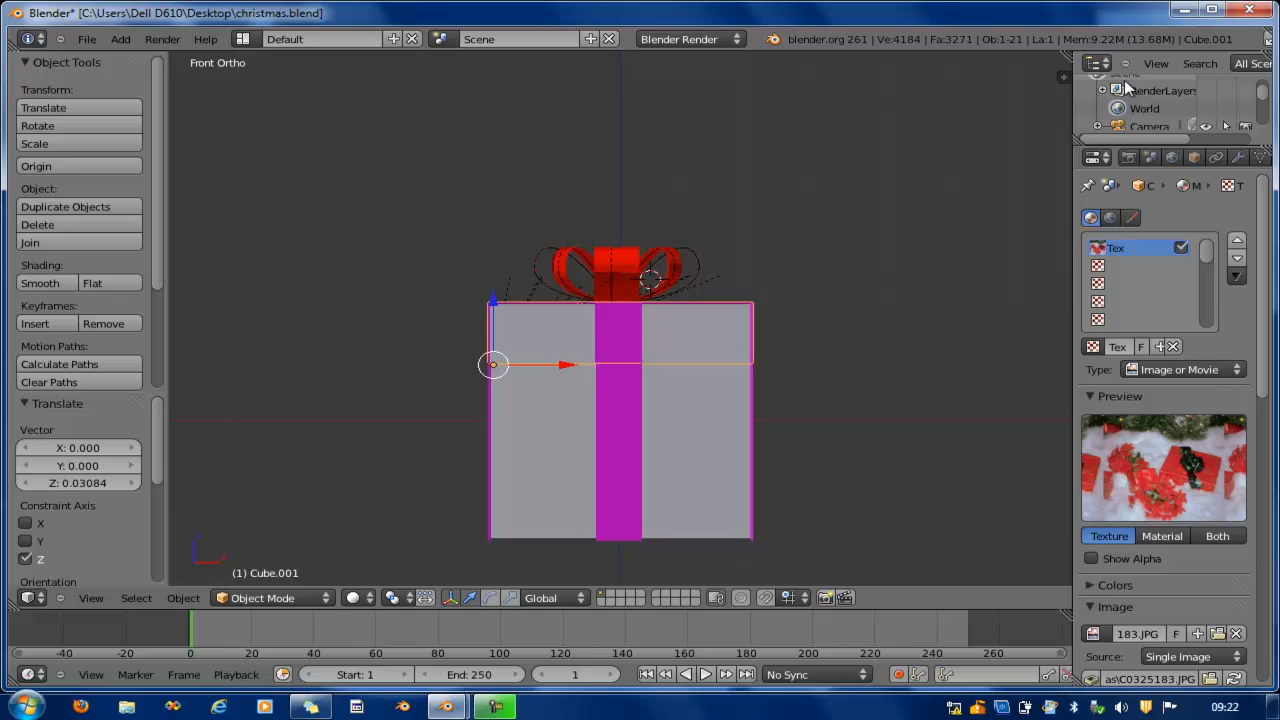 Blender* [C:\Users\Dell D610\Desktop\christmas.blend]
File Add Render Help Default Scene Blender Render blender.org 261 | Ve:4184 | Fa:3271 | Ob:1-21 | La:1 | Mem:9.22M (13.68M) | Cube.001
Object Tools
Transform:
Translate
Rotate
Scale
Origin
Object:
Duplicate Objects
Delete
Join
Shading:
Smooth Flat
Keyframes:
Insert Remove
Motion Paths:
Calculate Paths
Clear Paths
Translate
Vector
X: 0.000
Y: 0.000
Z: 0.03084
Constraint Axis
X
Y
Z
Orientation
Front Ortho
(1) Cube.001
View Select Object Object Mode Global
-40 -20 0 20 40 60 80 100 120 140 160 180 200 220 240 260
View Marker Frame Playback Start: 1 End: 250 1 No Sync
View Search All Scen
RenderLayers
World
Camera
C M T
Tex
Tex F
Type: Image or Movie
Preview
Texture Material Both
Show Alpha
Colors
Image
183.JPG F
Source: Single Image
as\C0325183.JPG
09:22